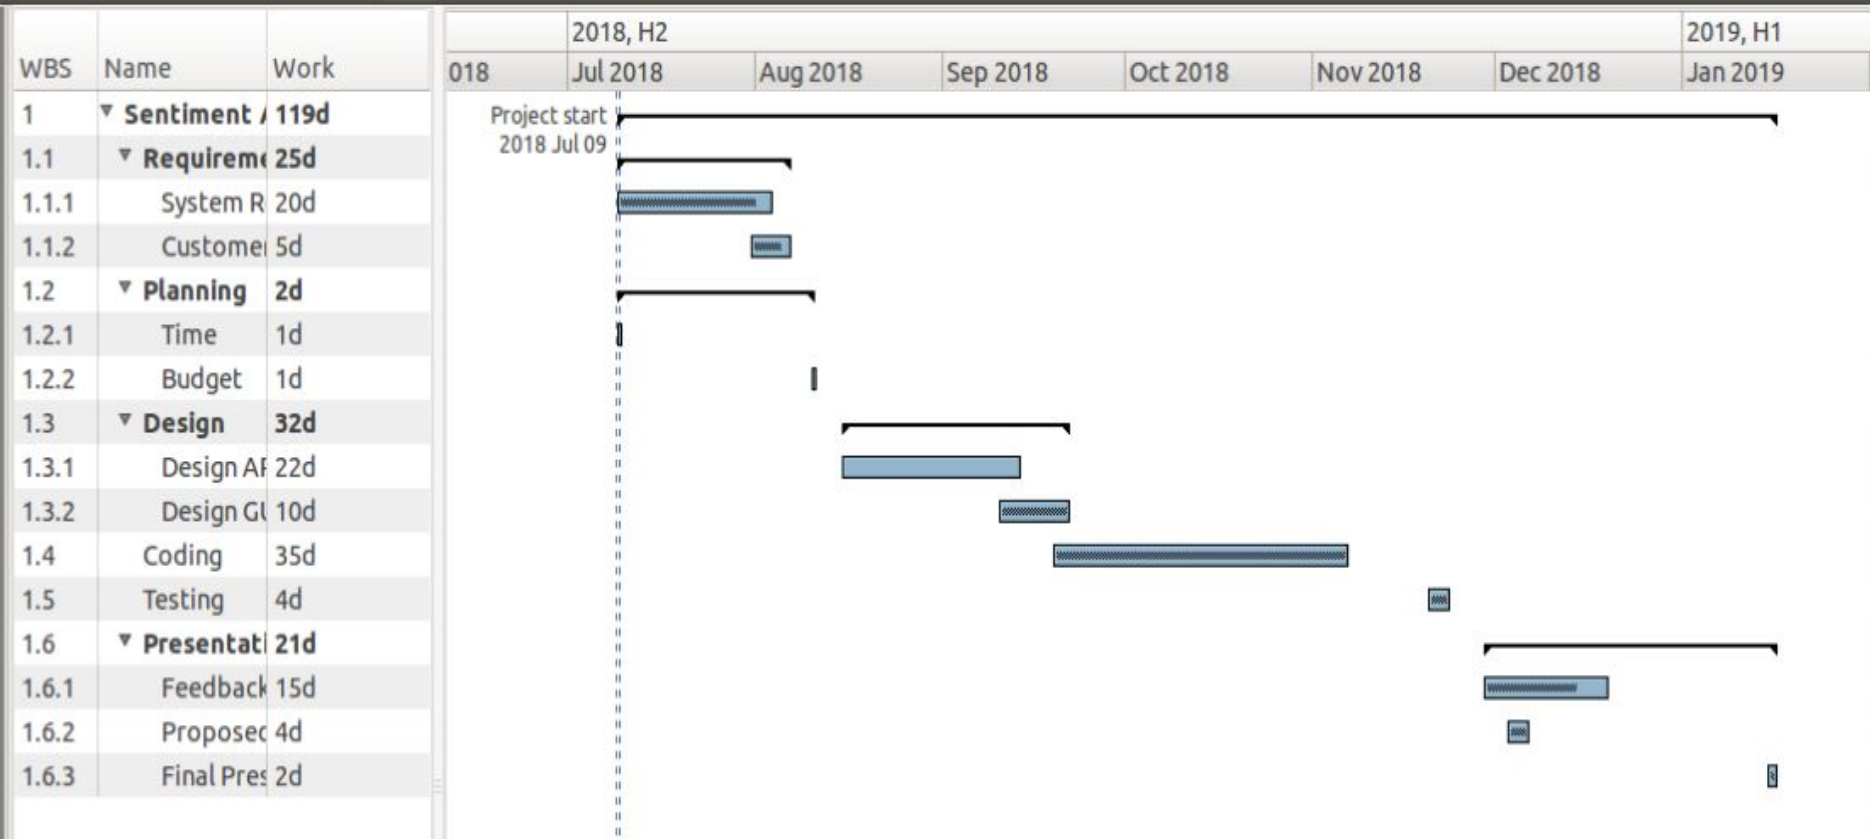 2018, H2 2019, H1
WBS Name Work 018 Jul 2018 Aug 2018 Sep 2018 Oct 2018 Nov 2018 Dec 2018 Jan 2019
1 Sentiment 119d
Project start
2018 Jul 09
1.1 Requireme 25d
1.1.1 System R 20d
1.1.2 Customer 5d
1.2 Planning 2d
1.2.1 Time 1d
1.2.2 Budget 1d
1.3 Design 32d
1.3.1 Design AP 22d
1.3.2 Design GU 10d
1.4 Coding 35d
1.5 Testing 4d
1.6 Presentati 21d
1.6.1 Feedback 15d
1.6.2 Proposed 4d
1.6.3 Final Pres 2d